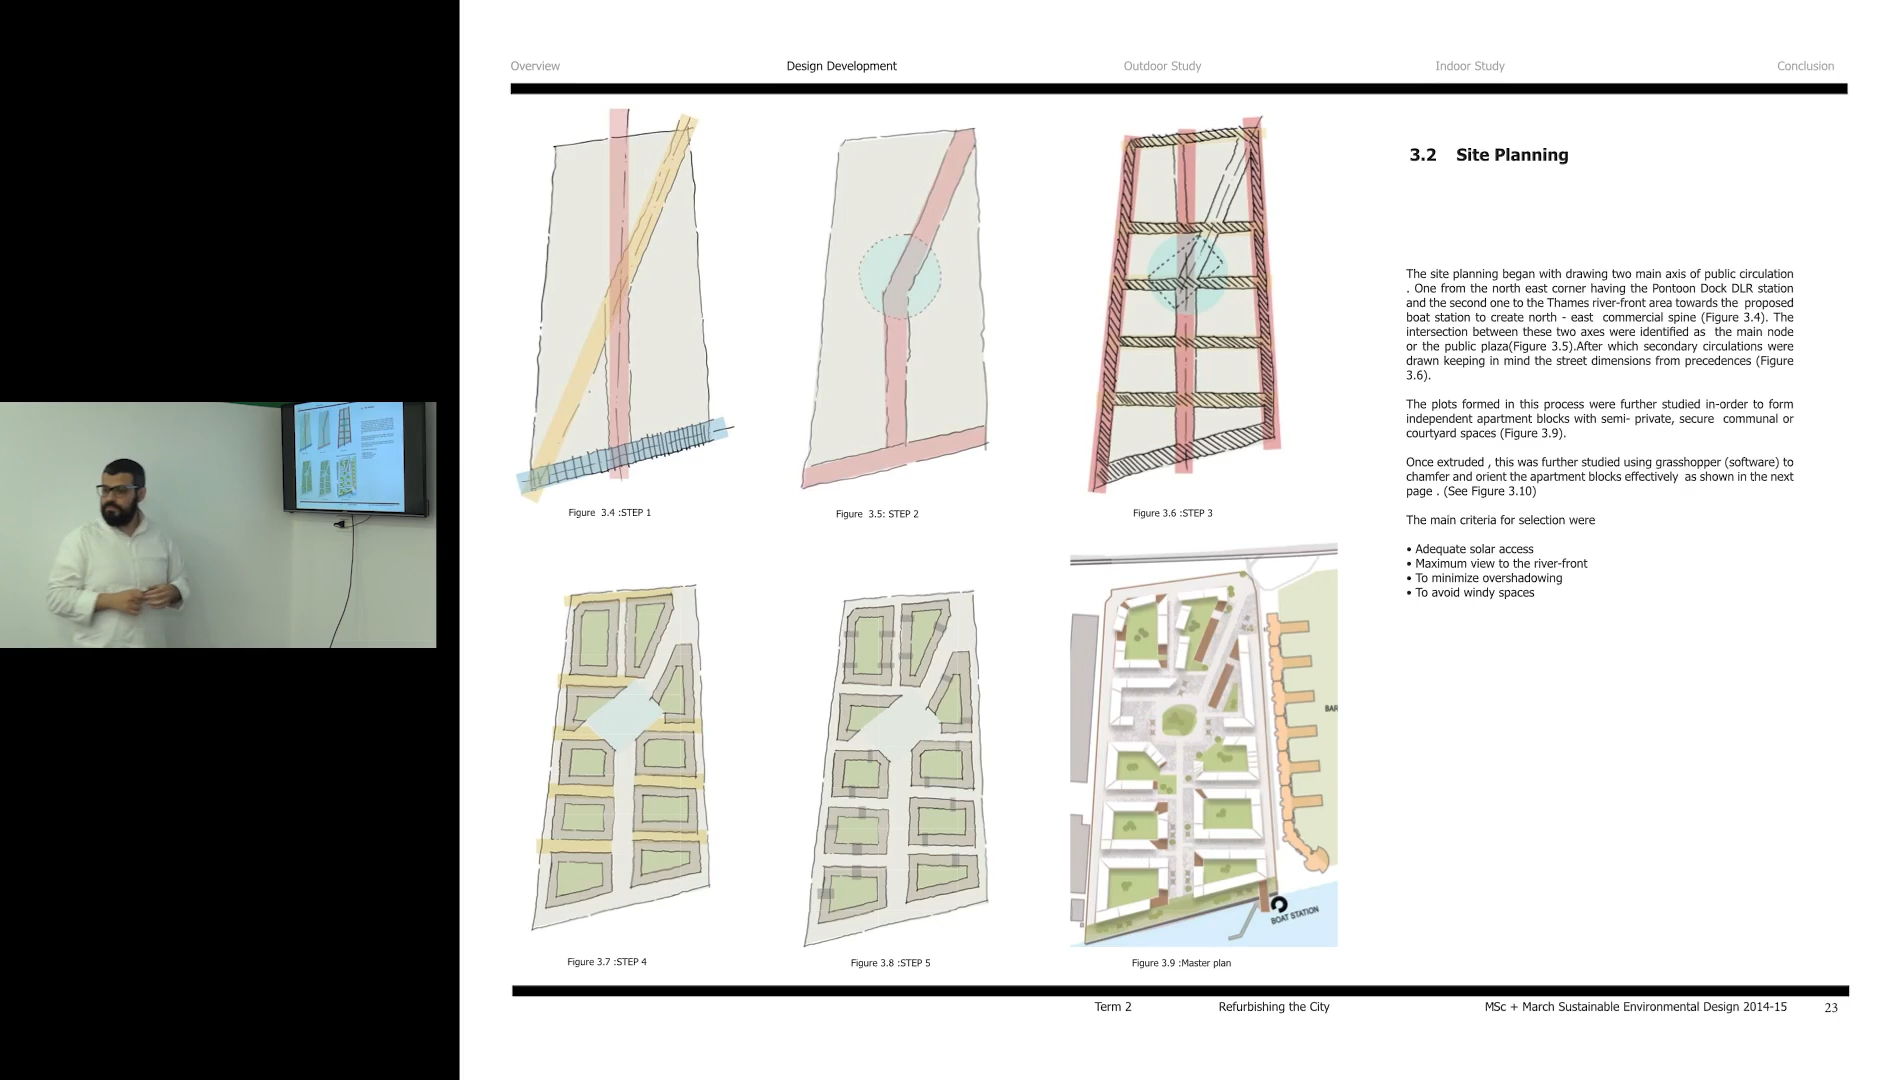 Overview
Design Development
Outdoor Study
Indoor Study
Conclusion
3.2 Site Planning
The site planning began with drawing two main axis of public circulation
. One from the north east corner having the Pontoon Dock DLR station
and the second one to the Thames river-front area towards the proposed
boat station to create north - east commercial spine (Figure 3.4). The
intersection between these two axes were identified as the main node
or the public plaza(Figure 3.5).After which secondary circulations were
drawn keeping in mind the street dimensions from precedences (Figure
3.6).
The plots formed in this process were further studied in-order to form
independent apartment blocks with semi- private, secure communal or
courtyard spaces (Figure 3.9).
Once extruded , this was further studied using grasshopper (software) to
chamfer and orient the apartment blocks effectively as shown in the next
page . (See Figure 3.10)
The main criteria for selection were
• Adequate solar access
• Maximum view to the river-front
• To minimize overshadowing
• To avoid windy spaces
Figure 3.4 :STEP 1
Figure 3.5: STEP 2
Figure 3.6 :STEP 3
BAR
BOAT STATION
Figure 3.7 :STEP 4
Figure 3.8 :STEP 5
Figure 3.9 :Master plan
Term 2
Refurbishing the City
MSc + March Sustainable Environmental Design 2014-15
23